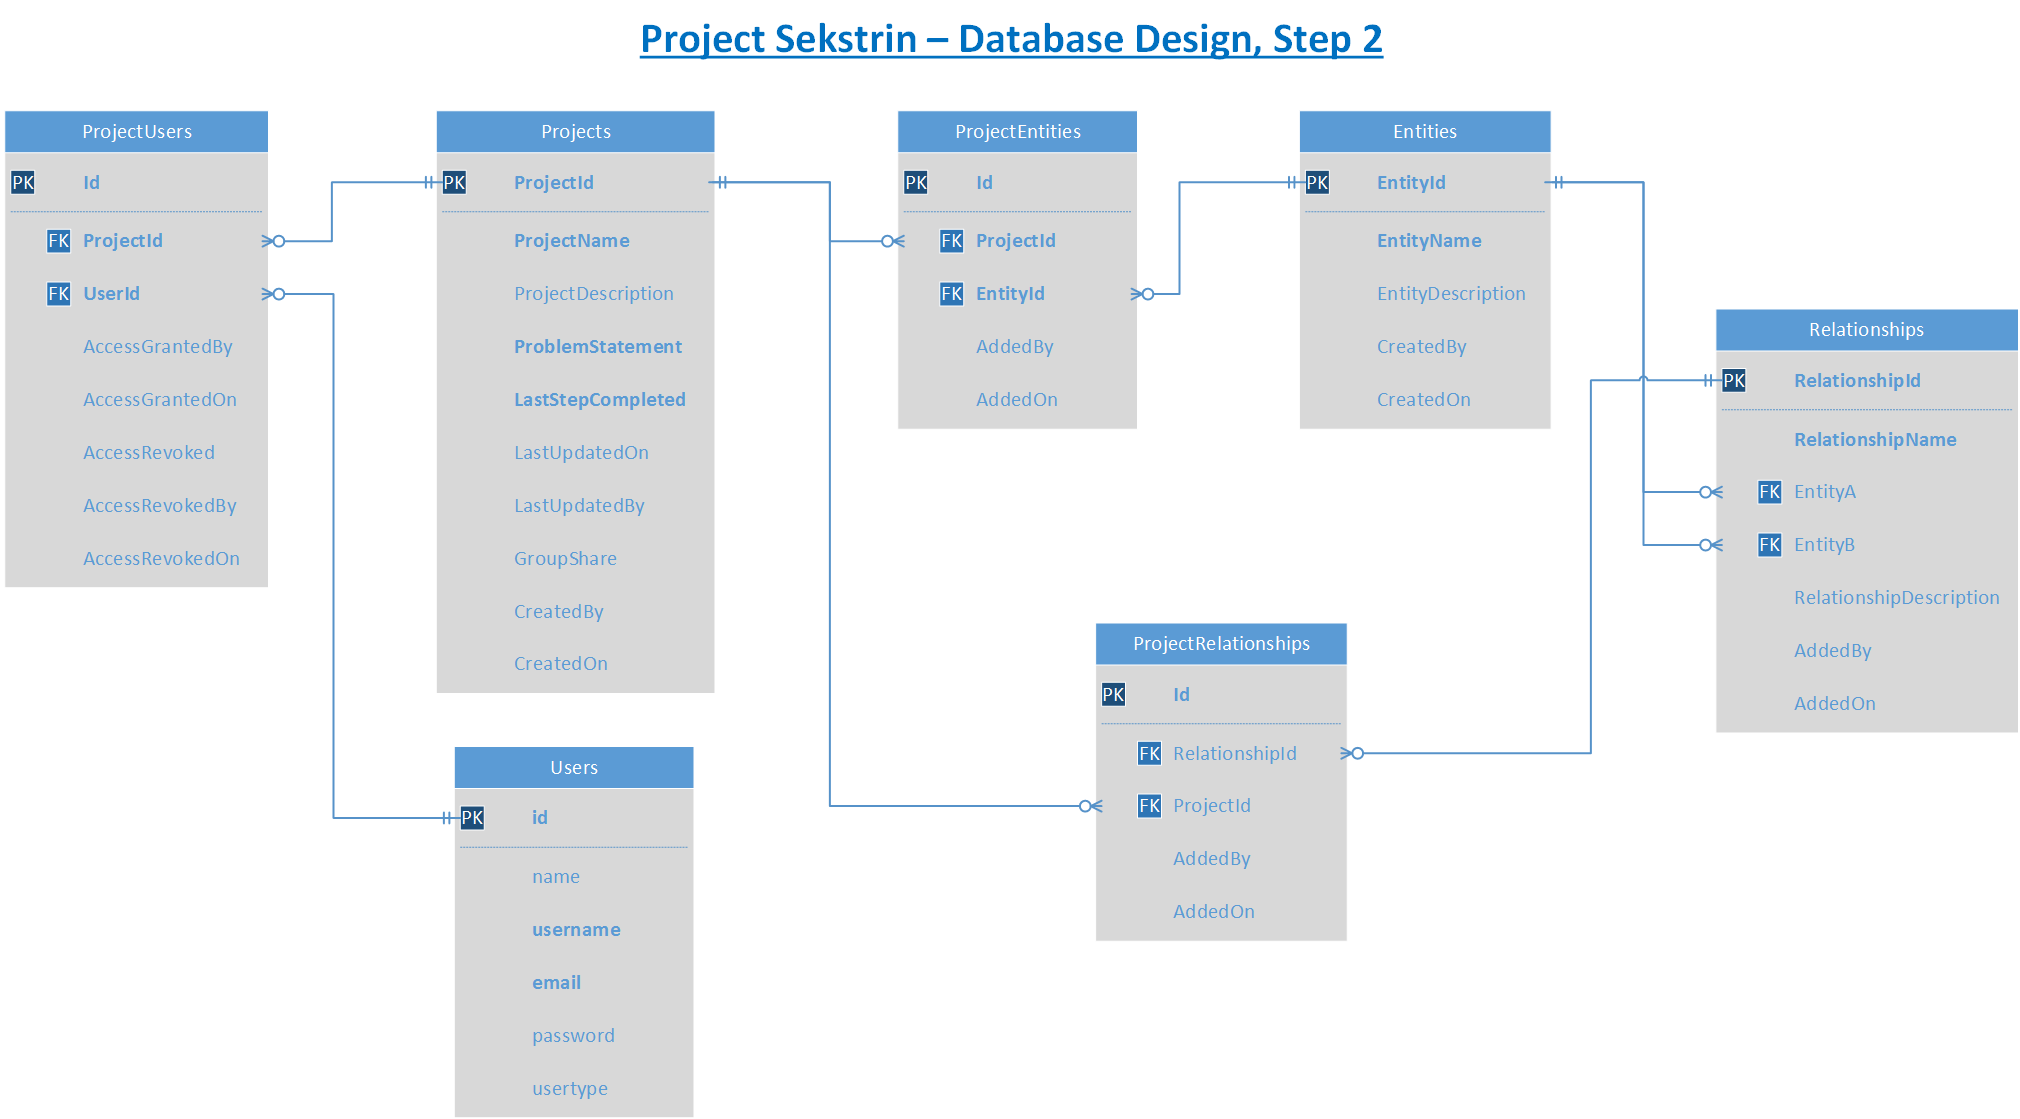 Project Sekstrin – Database Design, Step 2
ProjectUsers
PK Id
FK ProjectId
FK UserId
AccessGrantedBy
AccessGrantedOn
AccessRevoked
AccessRevokedBy
AccessRevokedOn
Projects
PK ProjectId
ProjectName
ProjectDescription
ProblemStatement
LastStepCompleted
LastUpdatedOn
LastUpdatedBy
GroupShare
CreatedBy
CreatedOn
ProjectEntities
PK Id
FK ProjectId
FK EntityId
AddedBy
AddedOn
Entities
PK EntityId
EntityName
EntityDescription
CreatedBy
CreatedOn
Relationships
PK RelationshipId
RelationshipName
FK EntityA
FK EntityB
RelationshipDescription
AddedBy
AddedOn
ProjectRelationships
PK Id
FK RelationshipId
FK ProjectId
AddedBy
AddedOn
Users
PK id
name
username
email
password
usertype